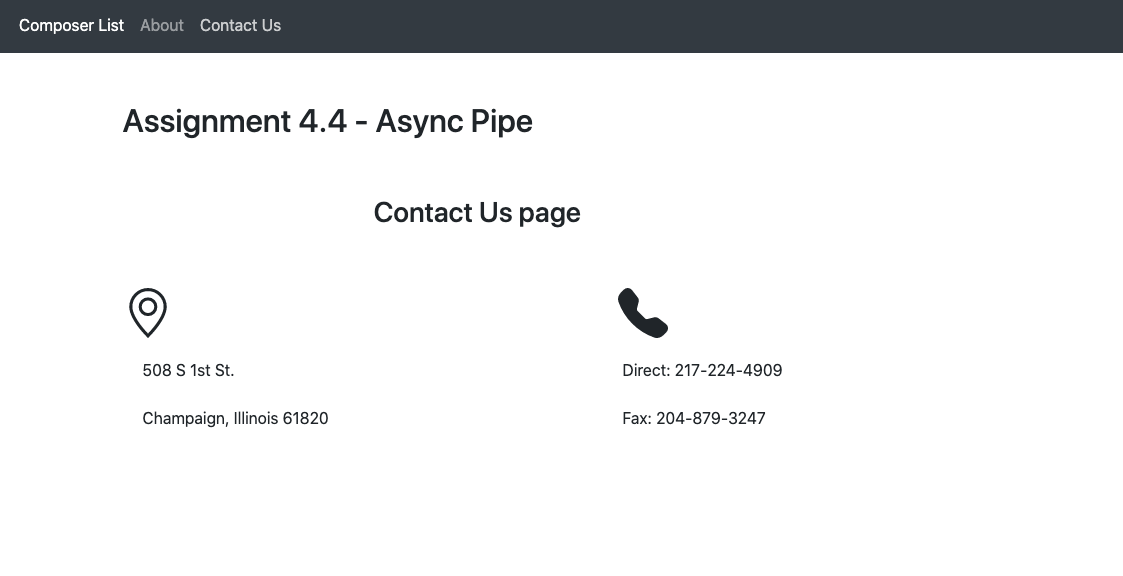 Composer List About Contact Us
Assignment 4.4 - Async Pipe
Contact Us page
508 S 1st St.
Champaign, Illinois 61820
Direct: 217-224-4909
Fax: 204-879-3247